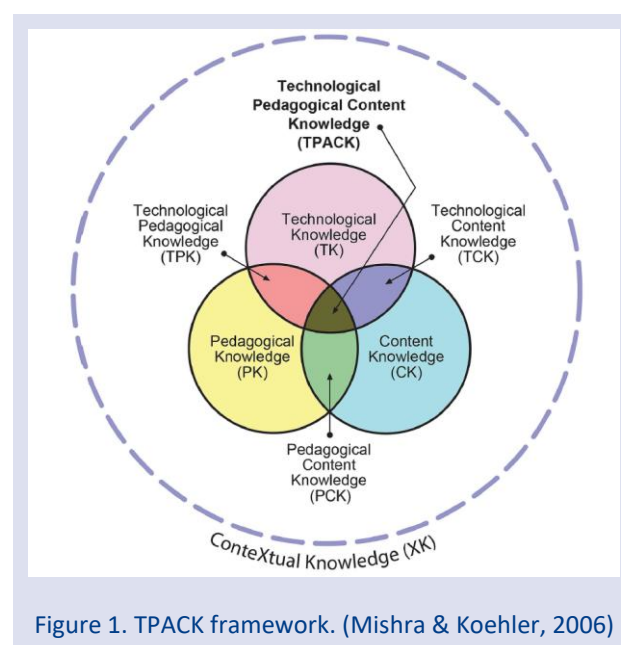 Technological
Pedagogical Content
Knowledge
(TPACK)
Technological
Pedagogical
Knowledge
(TPK)
Technological
Knowledge
(TK)
Technological
Content
Knowledge
(TCK)
Pedagogical
Knowledge
(PK)
Content
Knowledge
(CK)
Pedagogical
Content
Knowledge
(PCK)
ConteXtual Knowledge (XK)
Figure 1. TPACK framework. (Mishra & Koehler, 2006)